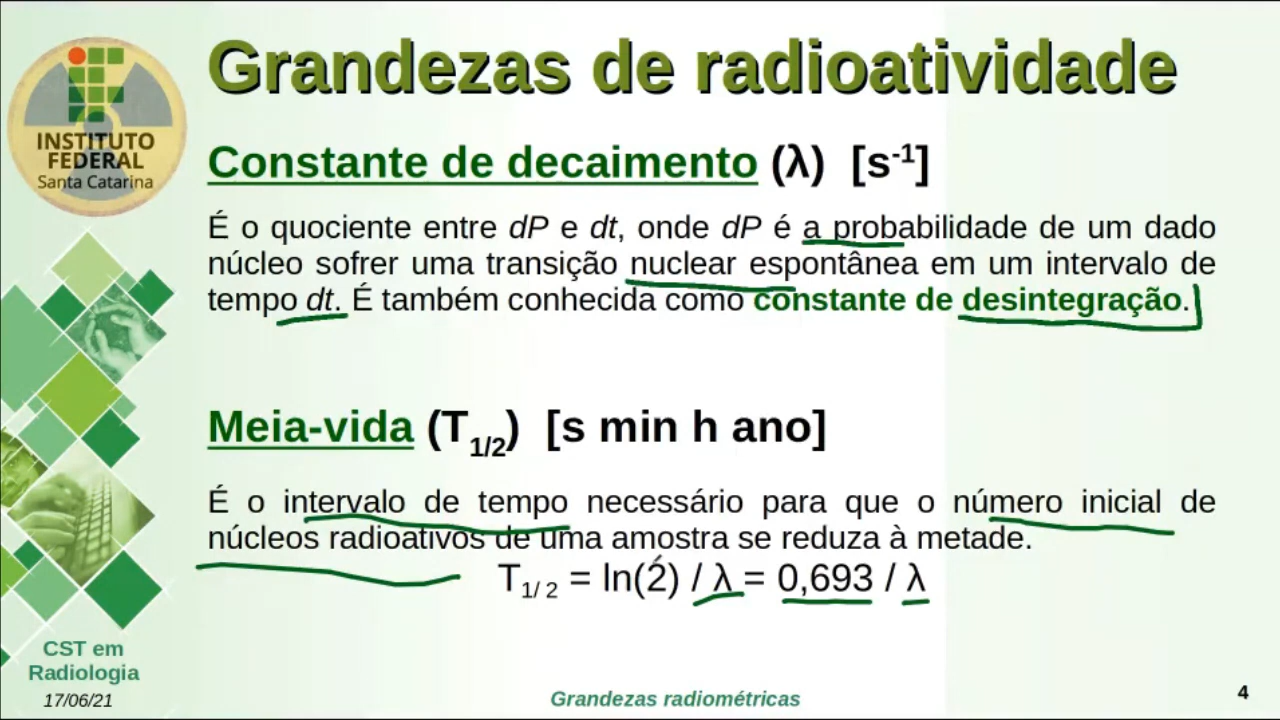 Grandezas de radioatividade
INSTITUTO
FEDERAL
Santa Catarina
Constante de decaimento (λ) [s-1]
É o quociente entre dP e dt, onde dP é a probabilidade de um dado
núcleo sofrer uma transição nuclear espontânea em um intervalo de
tempo dt. É também conhecida como constante de desintegração.
Meia-vida (T1/2) [s min h ano]
É o intervalo de tempo necessário para que o número inicial de
núcleos radioativos de uma amostra se reduza à metade.
T1/ 2 = ln(2) / λ = 0,693 / λ
CST em
Radiologia
17/06/21
Grandezas radiométricas
4